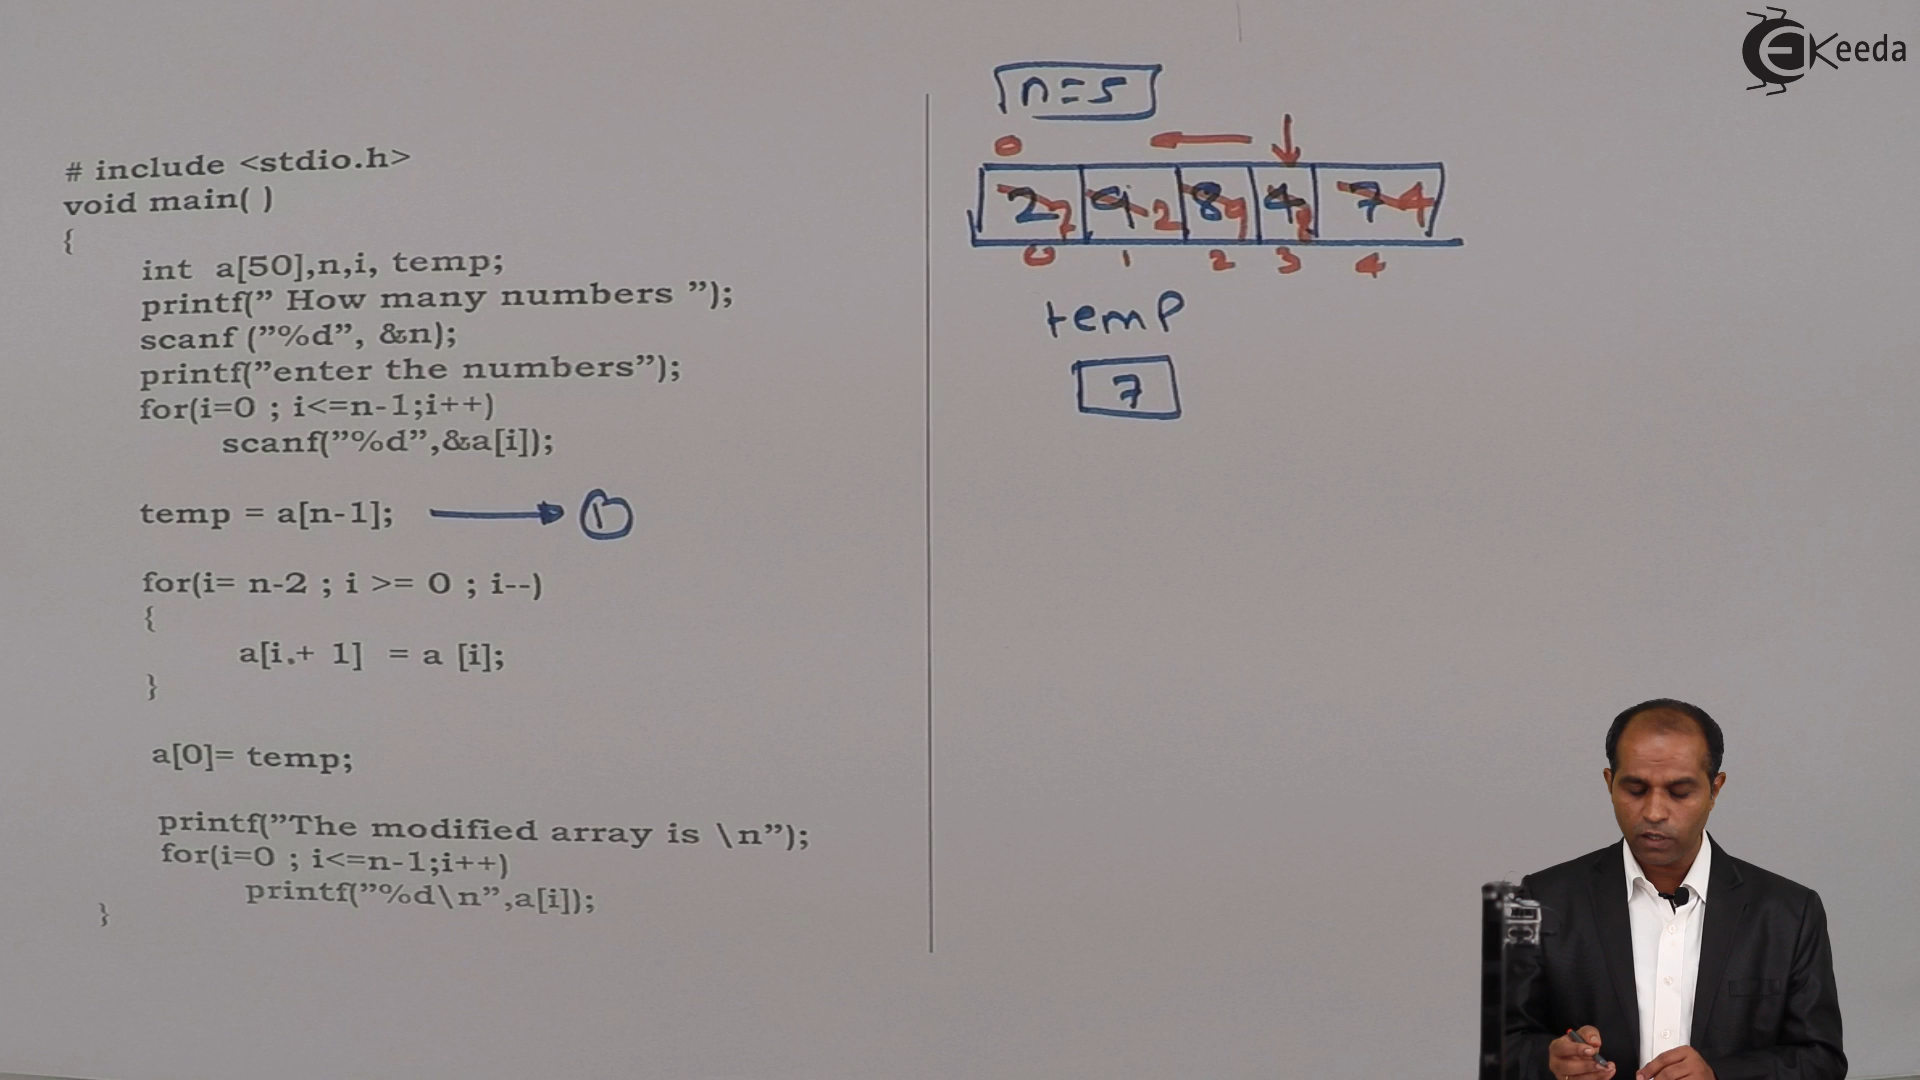 # include <stdio.h>
void main( )
{
int a[50],n,i, temp;
printf(” How many numbers ”);
scanf (”%d”, &n);
printf(”enter the numbers”);
for(i=0 ; i<=n-1;i++)
scanf(”%d”,&a[i]);
temp = a[n-1]; ①
for(i= n-2 ; i >= 0 ; i--)
{
a[i + 1] = a [i];
}
a[0]= temp;
printf(”The modified array is \n”);
for(i=0 ; i<=n-1;i++)
printf(”%d\n”,a[i]);
}
n=5
0
2 7 9 2 8 9 4 8 7 4
0 1 2 3 4
temp
7
eKeeda